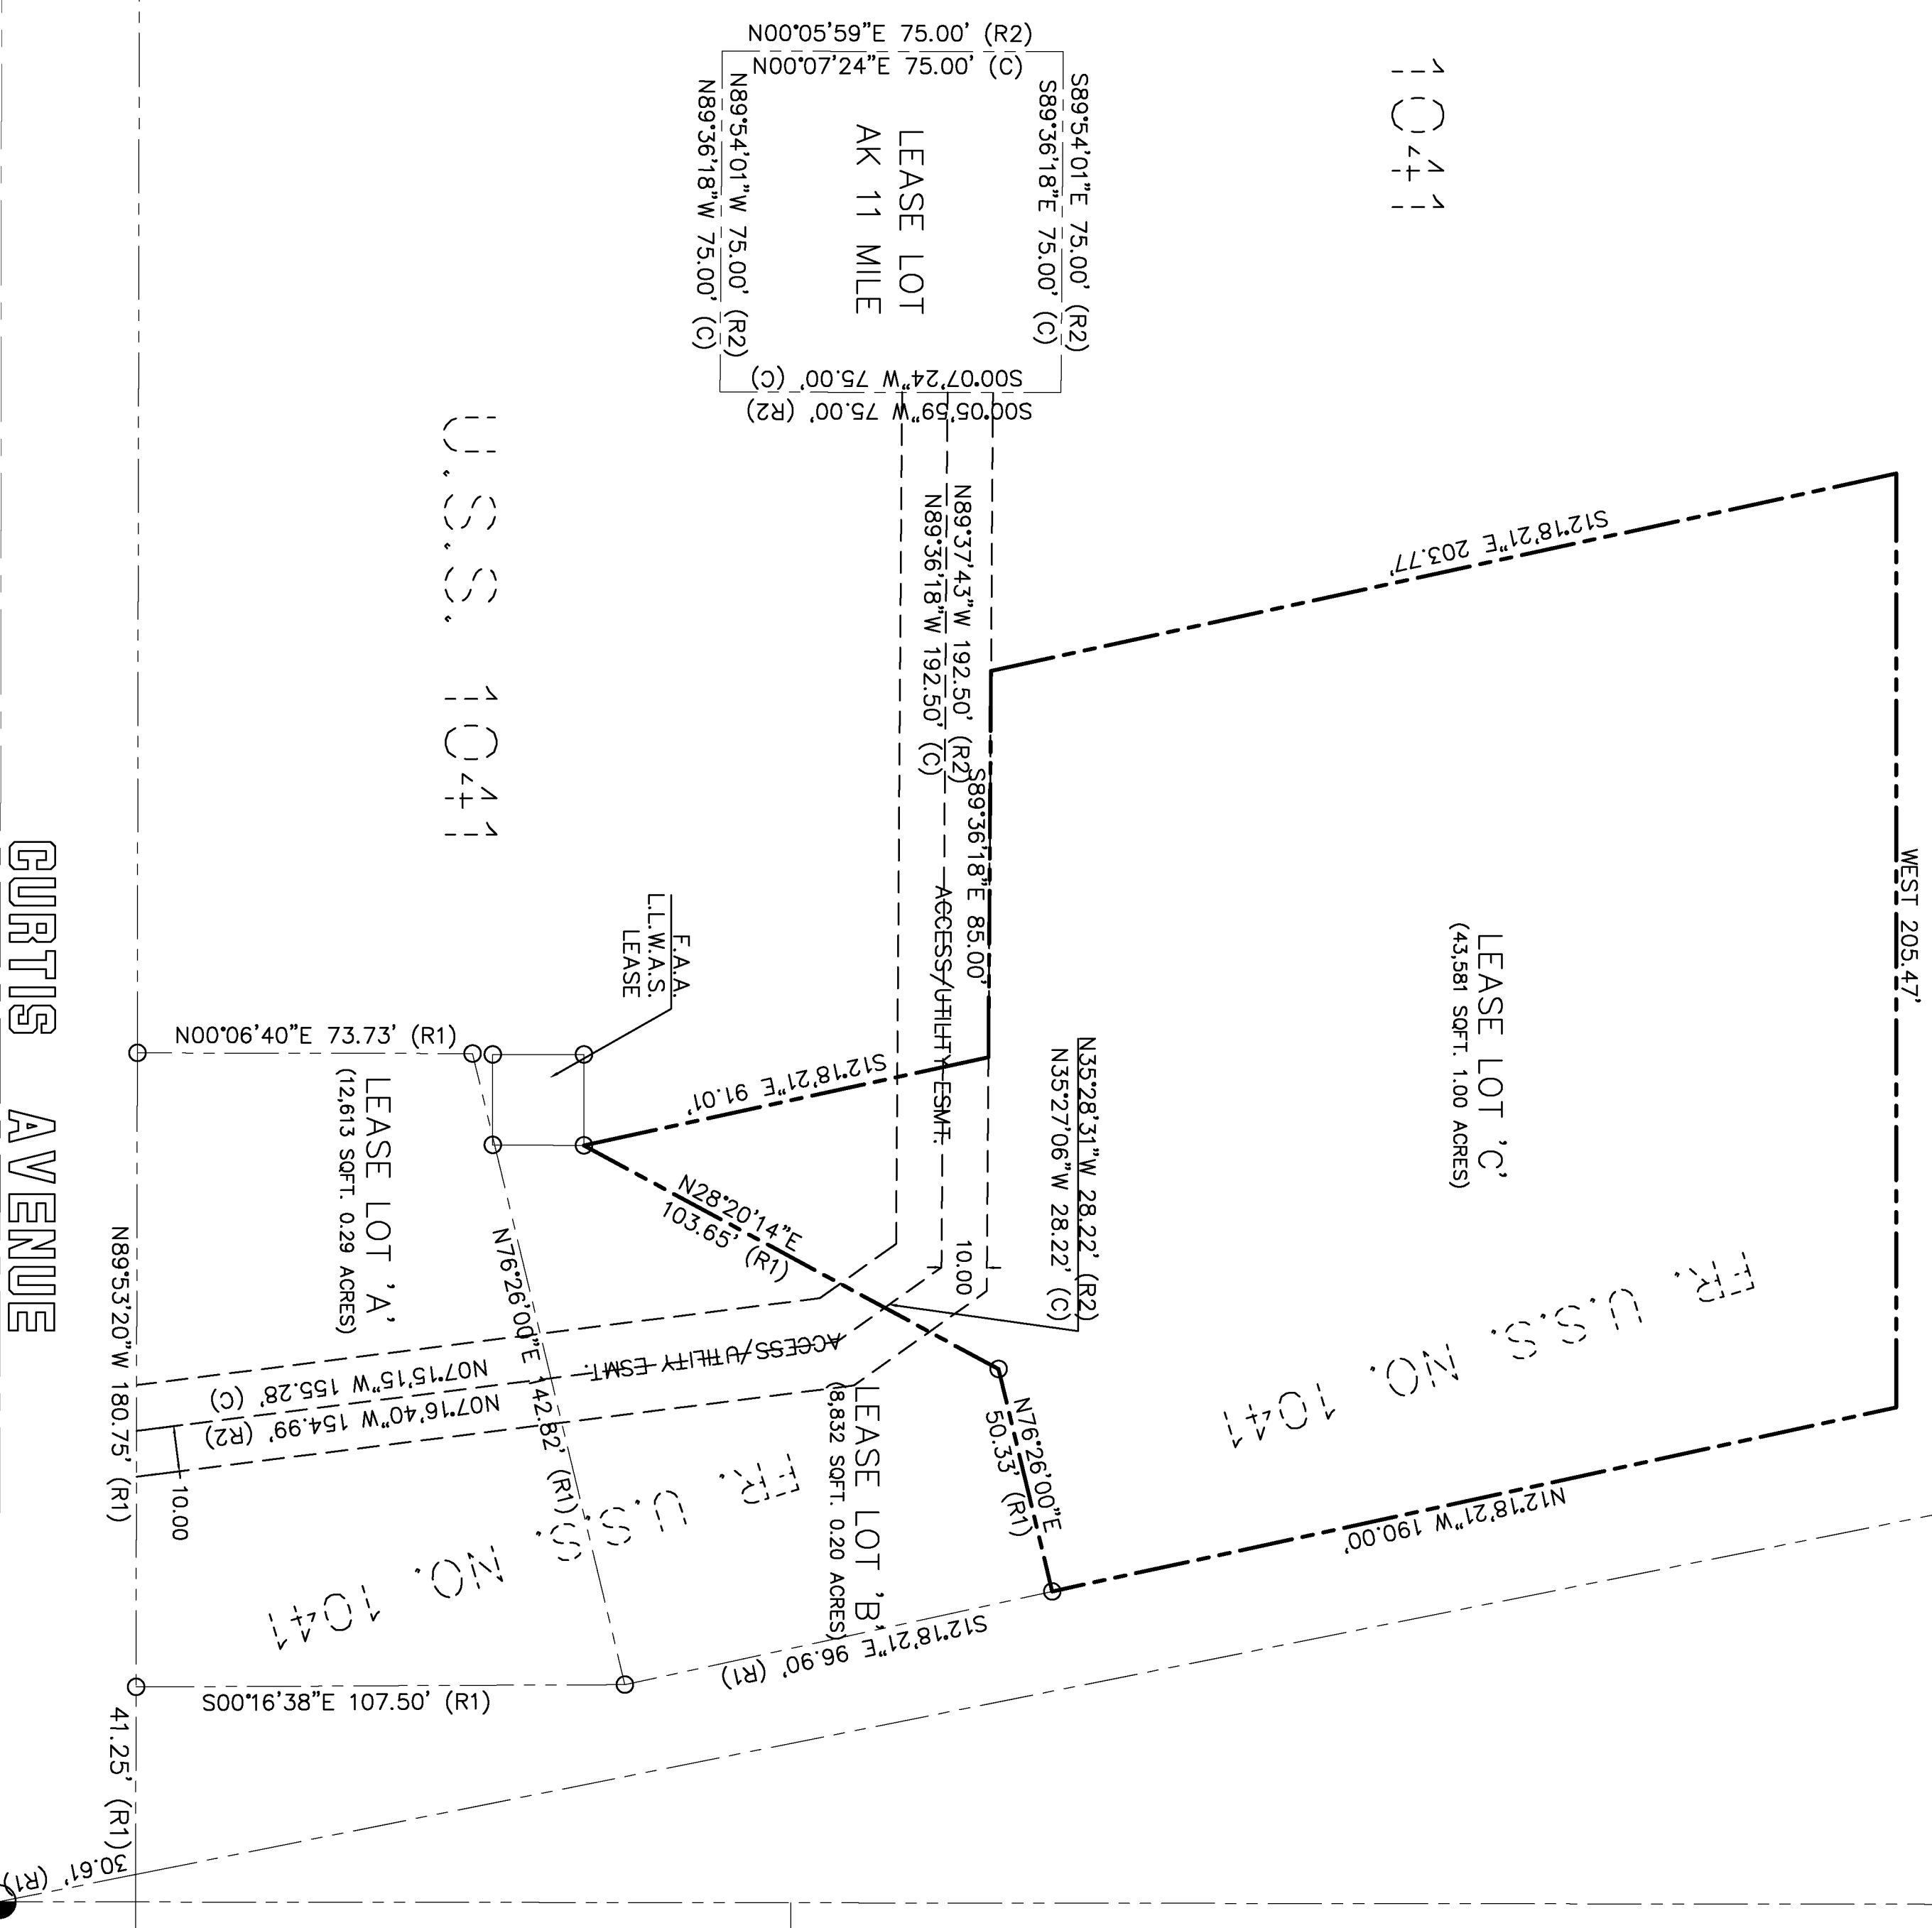 1041
WEST 205.47'
N00°05'59"E 75.00' (R2)
N00°07'24"E 75.00' (C)
S89°54'01"E 75.00' (R2)
S89°36'18"E 75.00' (C)
LEASE LOT
AK 11 MILE
N89°54'01"W 75.00' (R2)
N89°36'18"W 75.00' (C)
S00°07'24"W 75.00' (C)
S00°05'59"W 75.00' (R2)
S12°18'21"E 203.77'
LEASE LOT 'C'
(43,581 SQFT. 1.00 ACRES)
N89°37'43"W 192.50' (R2)
N89°36'18"W 192.50' (C)
S89°36'18"E 85.00'
ACCESS/UTILITY ESMT.
U.S.S. 1041
F.A.A.
L.L.W.A.S.
LEASE
S12°18'21"E 91.01'
N35°28'31"W 28.22' (R2)
N35°27'06"W 28.22' (C)
N28°20'14"E
103.65' (R1)
10.00
FR. U.S.S. NO. 1041
N12°18'21"W 190.00'
N76°26'00"E
50.33' (R1)
N00°06'40"E 73.73' (R1)
LEASE LOT 'A'
(12,613 SQFT. 0.29 ACRES)
N76°26'00"E 142.82' (R1)
ACCESS/UTILITY ESMT.
N07°15'15"W 155.28' (C)
N07°16'40"W 154.99' (R2)
10.00
LEASE LOT 'B'
(8,832 SQFT. 0.20 ACRES)
FR. U.S.S. NO. 1041
S12°18'21"E 96.90' (R1)
S00°16'38"E 107.50' (R1)
N89°53'20"W 180.75' (R1)
41.25' (R1)
30.61' (R1)
CURTIS AVENUE